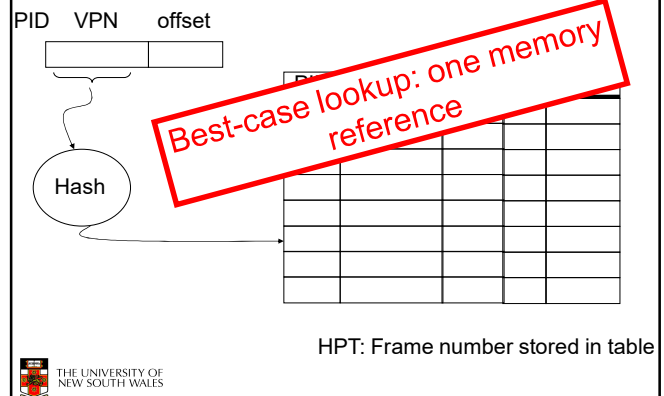 PID VPN offset
Best-case lookup: one memory
reference
Hash
HPT: Frame number stored in table
THE UNIVERSITY OF
NEW SOUTH WALES